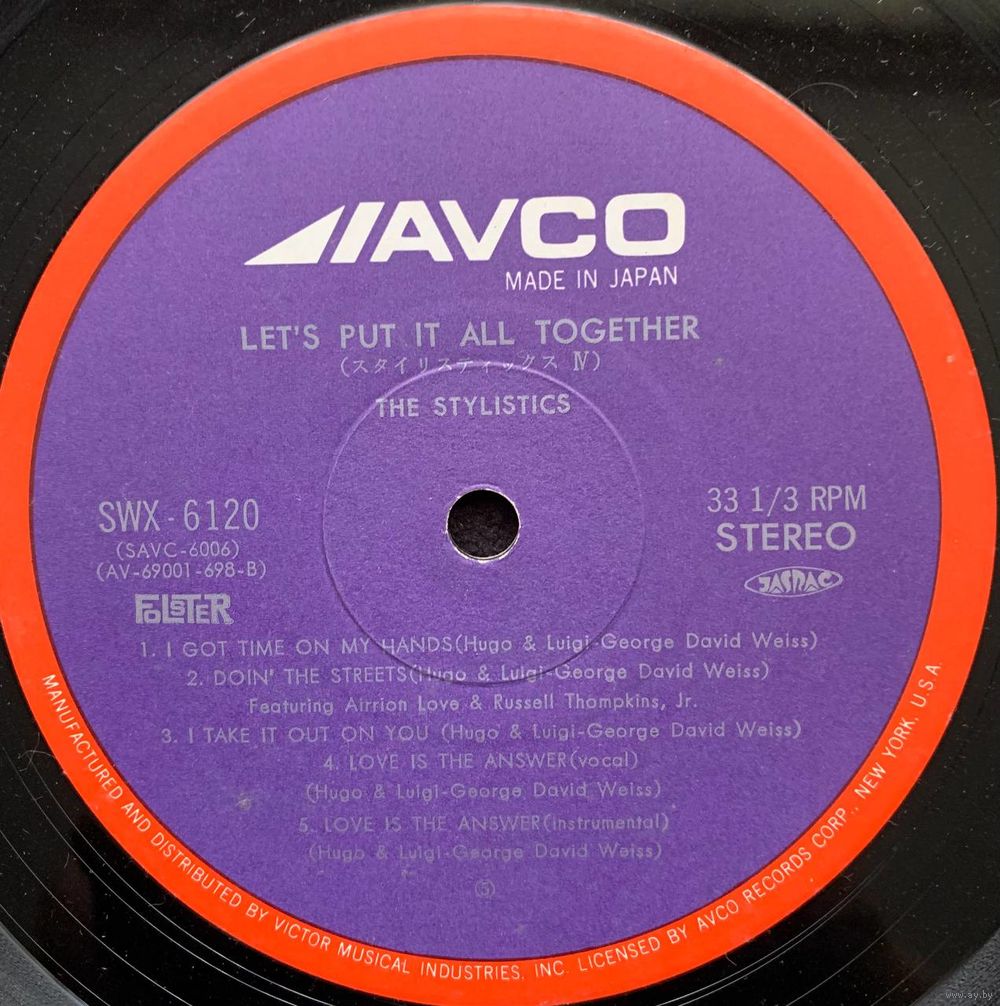 AVCO
MADE IN JAPAN
LET'S PUT IT ALL TOGETHER
(スタイリスティックス Ⅳ)
THE STYLISTICS
SWX-6120
(SAVC-6006)
(AV-69001-698-B)
FOLSTER
33 1/3 RPM
STEREO
JASRAC
1. I GOT TIME ON MY HANDS(Hugo & Luigi-George David Weiss)
2. DOIN' THE STREETS(Hugo & Luigi-George David Weiss)
Featuring Airrion Love & Russell Thompkins, Jr.
3. I TAKE IT OUT ON YOU (Hugo & Luigi-George David Weiss)
4. LOVE IS THE ANSWER(vocal)
(Hugo & Luigi-George David Weiss)
5. LOVE IS THE ANSWER(instrumental)
(Hugo & Luigi-George David Weiss)
⑤
MANUFACTURED AND DISTRIBUTED BY VICTOR MUSICAL INDUSTRIES, INC. LICENSED BY AVCO RECORDS CORP., NEW YORK, U.S.A.
www.ay.by